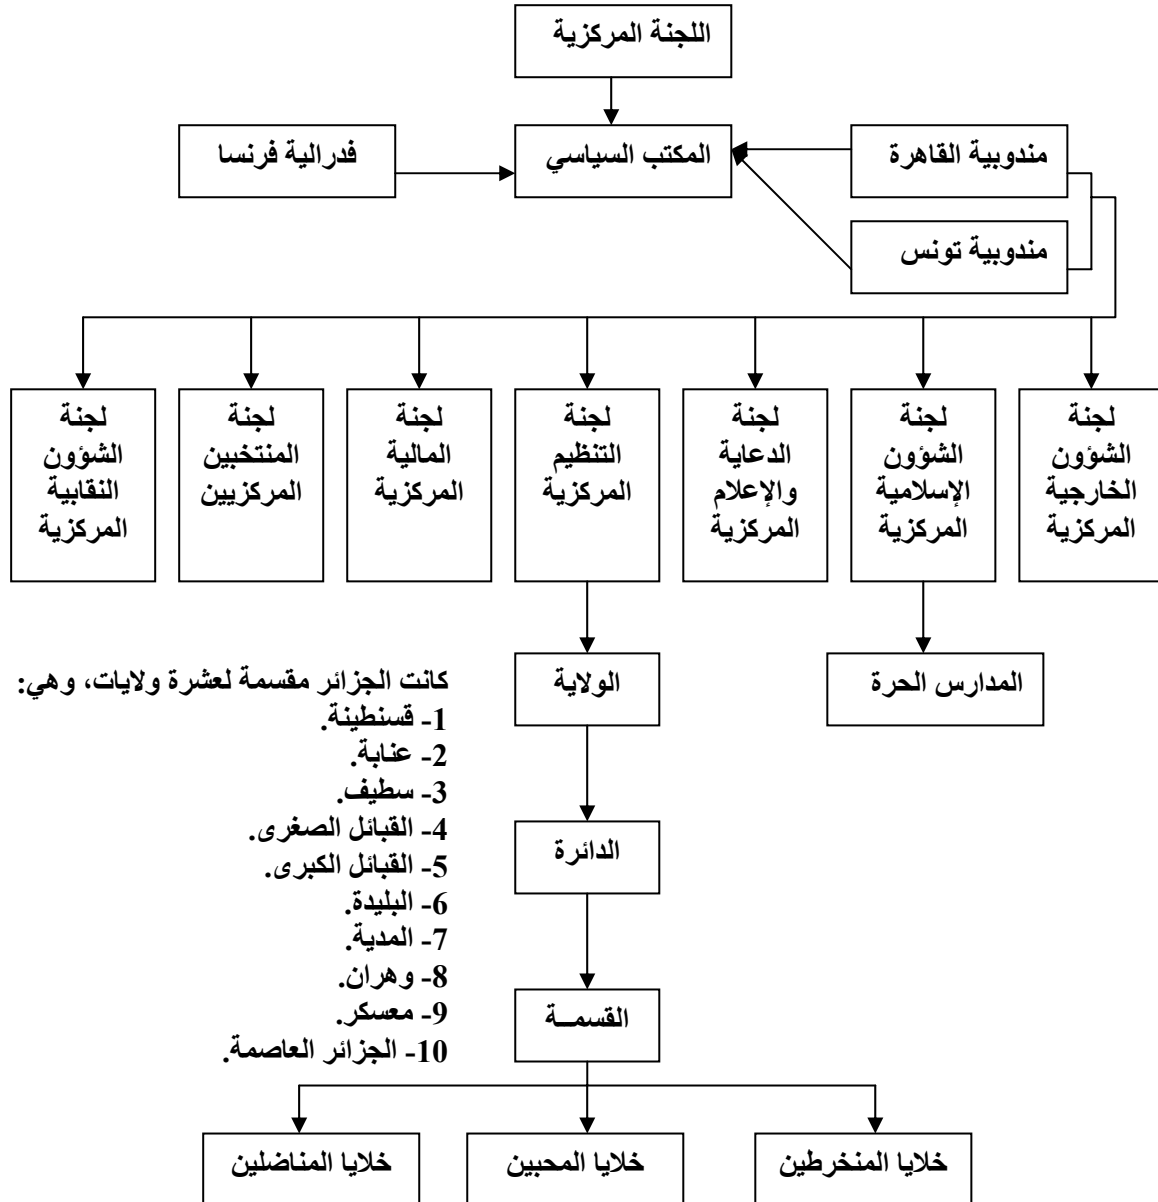 اللجنة المركزية
مندوبية القاهرة
المكتب السياسي
فدرالية فرنسا
مندوبية تونس
لجنة
الشؤون
الخارجية
المركزية
لجنة
الشؤون
الإسلامية
المركزية
لجنة
الدعاية
والإعلام
المركزية
لجنة
التنظيم
المركزية
لجنة
المالية
المركزية
لجنة
المنتخبين
المركزيين
لجنة
الشؤون
النقابية
المركزية
المدارس الحرة
الولاية
كانت الجزائر مقسمة لعشرة ولايات، وهي:
1- قسنطينة.
2- عنابة.
3- سطيف.
4- القبائل الصغرى.
5- القبائل الكبرى.
6- البليدة.
7- المدية.
8- وهران.
9- معسكر.
10- الجزائر العاصمة.
الدائرة
القسمــة
خلايا المنخرطين
خلايا المحبين
خلايا المناضلين